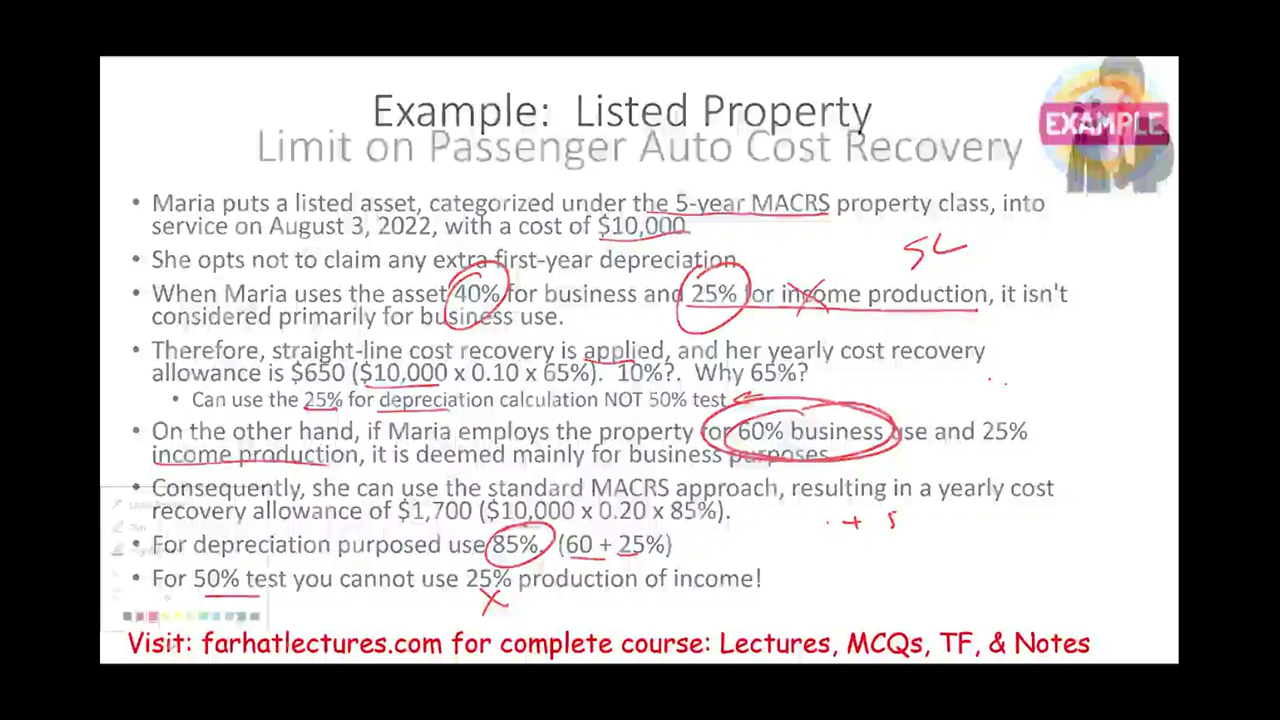 Example: Listed Property
Limit on Passenger Auto Cost Recovery
EXAMPLE
• Maria puts a listed asset, categorized under the 5-year MACRS property class, into
service on August 3, 2022, with a cost of $10,000.
SL
• She opts not to claim any extra first-year depreciation.
• When Maria uses the asset 40% for business and 25% for income production, it isn't
considered primarily for business use.
• Therefore, straight-line cost recovery is applied, and her yearly cost recovery
allowance is $650 ($10,000 x 0.10 x 65%). 10%?. Why 65%?
• Can use the 25% for depreciation calculation NOT 50% test
• On the other hand, if Maria employs the property for 60% business use and 25%
income production, it is deemed mainly for business purposes.
• Consequently, she can use the standard MACRS approach, resulting in a yearly cost
recovery allowance of $1,700 ($10,000 x 0.20 x 85%).
• For depreciation purposed use 85%. (60 + 25%)
• For 50% test you cannot use 25% production of income!
Visit: farhatlectures.com for complete course: Lectures, MCQs, TF, & Notes